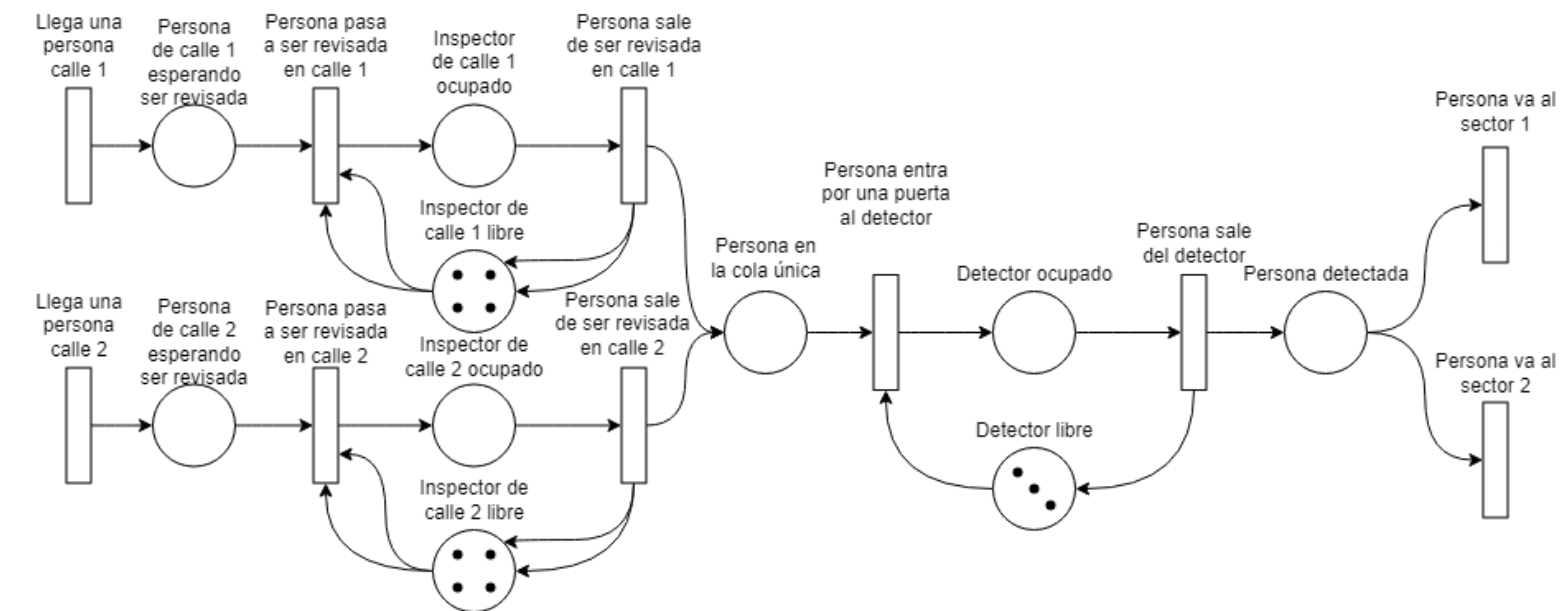 Llega una
persona
calle 1
Persona
de calle 1
esperando
ser revisada
Persona pasa
a ser revisada
en calle 1
Inspector
de calle 1
ocupado
Persona sale
de ser revisada
en calle 1
Inspector de
calle 1 libre
Llega una
persona
calle 2
Persona
de calle 2
esperando
ser revisada
Persona pasa
a ser revisada
en calle 2
Inspector de
calle 2 ocupado
Persona sale
de ser revisada
en calle 2
Inspector de
calle 2 libre
Persona en
la cola única
Persona entra
por una puerta
al detector
Detector ocupado
Detector libre
Persona sale
del detector
Persona detectada
Persona va al
sector 1
Persona va al
sector 2